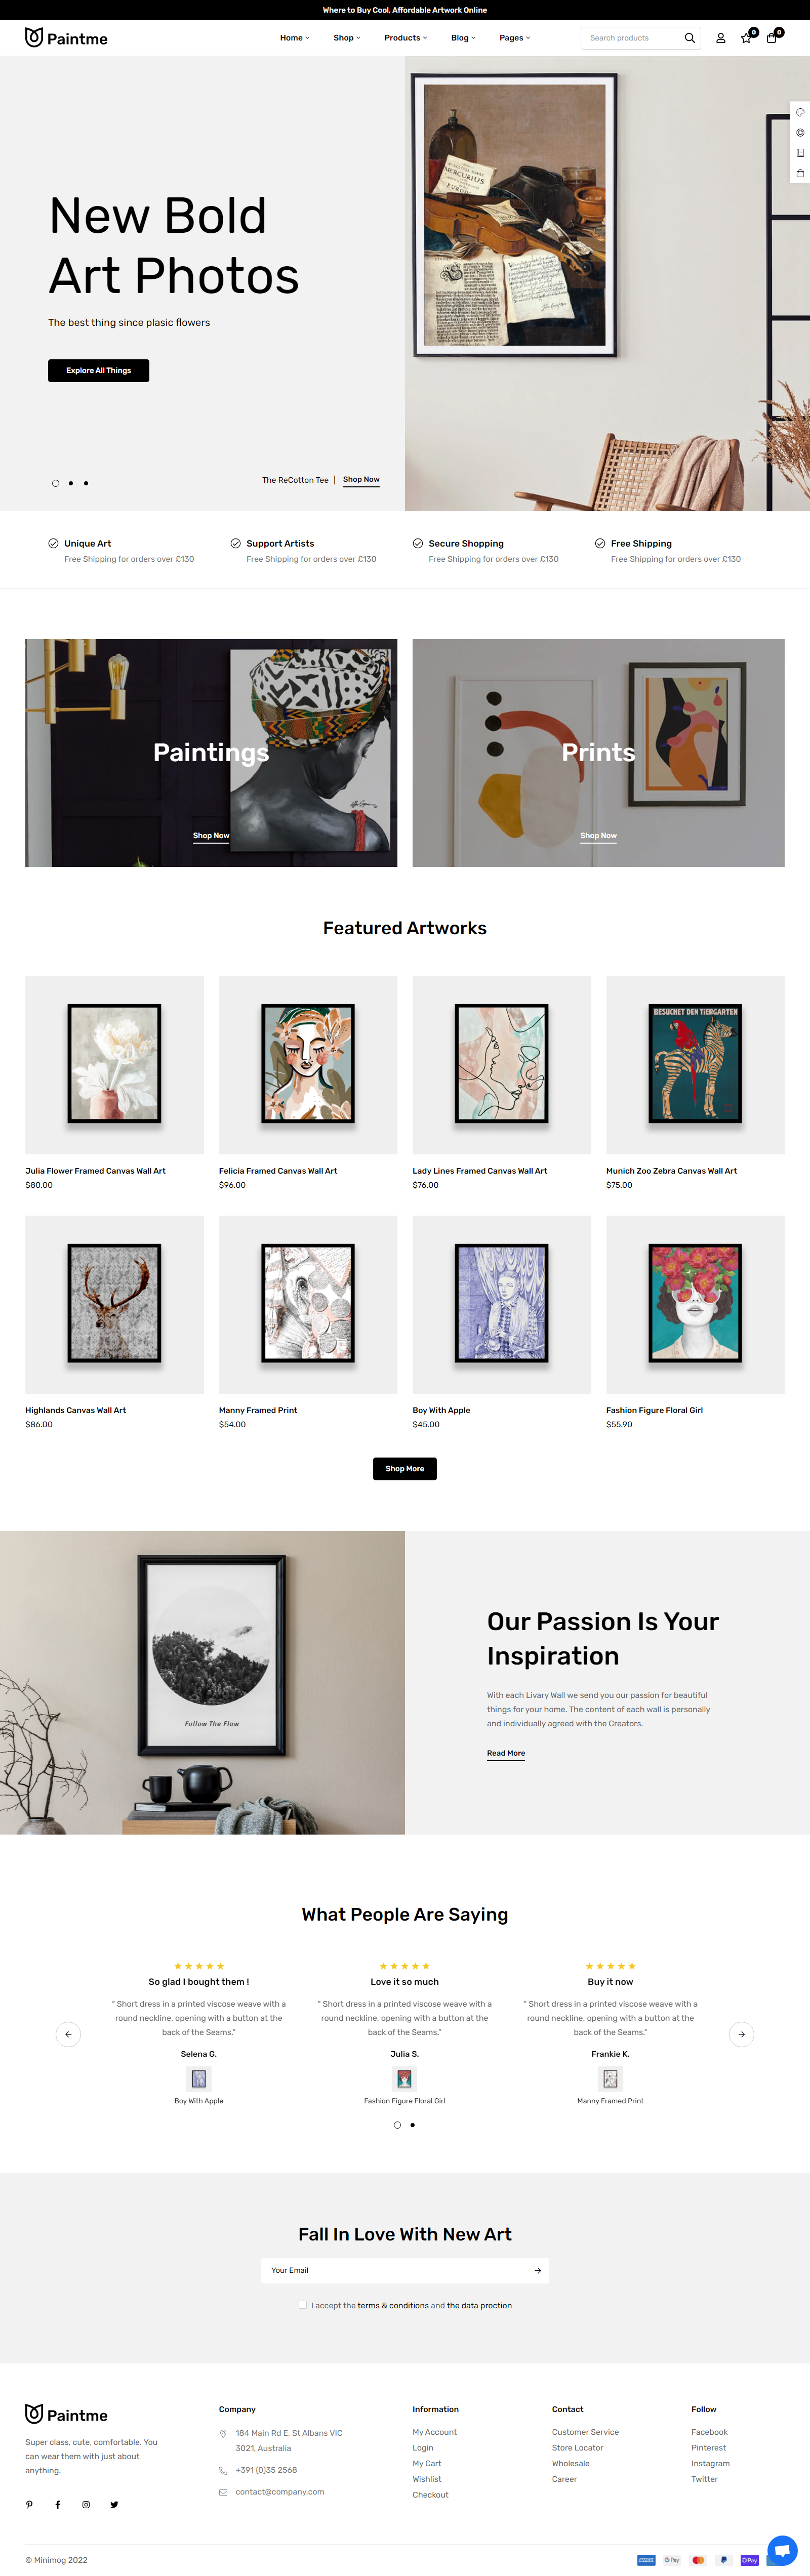 Where to Buy Cool, Affordable Artwork Online
Paintme
Home
Shop
Products
Blog
Pages
Search products
0
0
MERCURIUS
EUROPÆ
New Bold
Art Photos
The best thing since plasic flowers
Explore All Things
The ReCotton Tee | Shop Now
Unique Art
Free Shipping for orders over £130
Support Artists
Free Shipping for orders over £130
Secure Shopping
Free Shipping for orders over £130
Free Shipping
Free Shipping for orders over £130
Paintings
Shop Now
Prints
Shop Now
Featured Artworks
BESUCHET DEN TIERGARTEN
Julia Flower Framed Canvas Wall Art
$80.00
Felicia Framed Canvas Wall Art
$96.00
Lady Lines Framed Canvas Wall Art
$76.00
Munich Zoo Zebra Canvas Wall Art
$75.00
Highlands Canvas Wall Art
$86.00
Manny Framed Print
$54.00
Boy With Apple
$45.00
Fashion Figure Floral Girl
$55.90
Shop More
Follow The Flow
Our Passion Is Your
Inspiration
With each Livary Wall we send you our passion for beautiful
things for your home. The content of each wall is personally
and individually agreed with the Creators.
Read More
What People Are Saying
So glad I bought them !
“ Short dress in a printed viscose weave with a
round neckline, opening with a button at the
back of the Seams.”
Selena G.
Boy With Apple
Love it so much
“ Short dress in a printed viscose weave with a
round neckline, opening with a button at the
back of the Seams.”
Julia S.
Fashion Figure Floral Girl
Buy it now
“ Short dress in a printed viscose weave with a
round neckline, opening with a button at the
back of the Seams.”
Frankie K.
Manny Framed Print
Fall In Love With New Art
Your Email
I accept the terms & conditions and the data proction
Paintme
Super class, cute, comfortable. You
can wear them with just about
anything.
Company
184 Main Rd E, St Albans VIC
3021, Australia
+391 (0)35 2568
contact@company.com
Information
My Account
Login
My Cart
Wishlist
Checkout
Contact
Customer Service
Store Locator
Wholesale
Career
Follow
Facebook
Pinterest
Instagram
Twitter
© Minimog 2022
G Pay
Pay